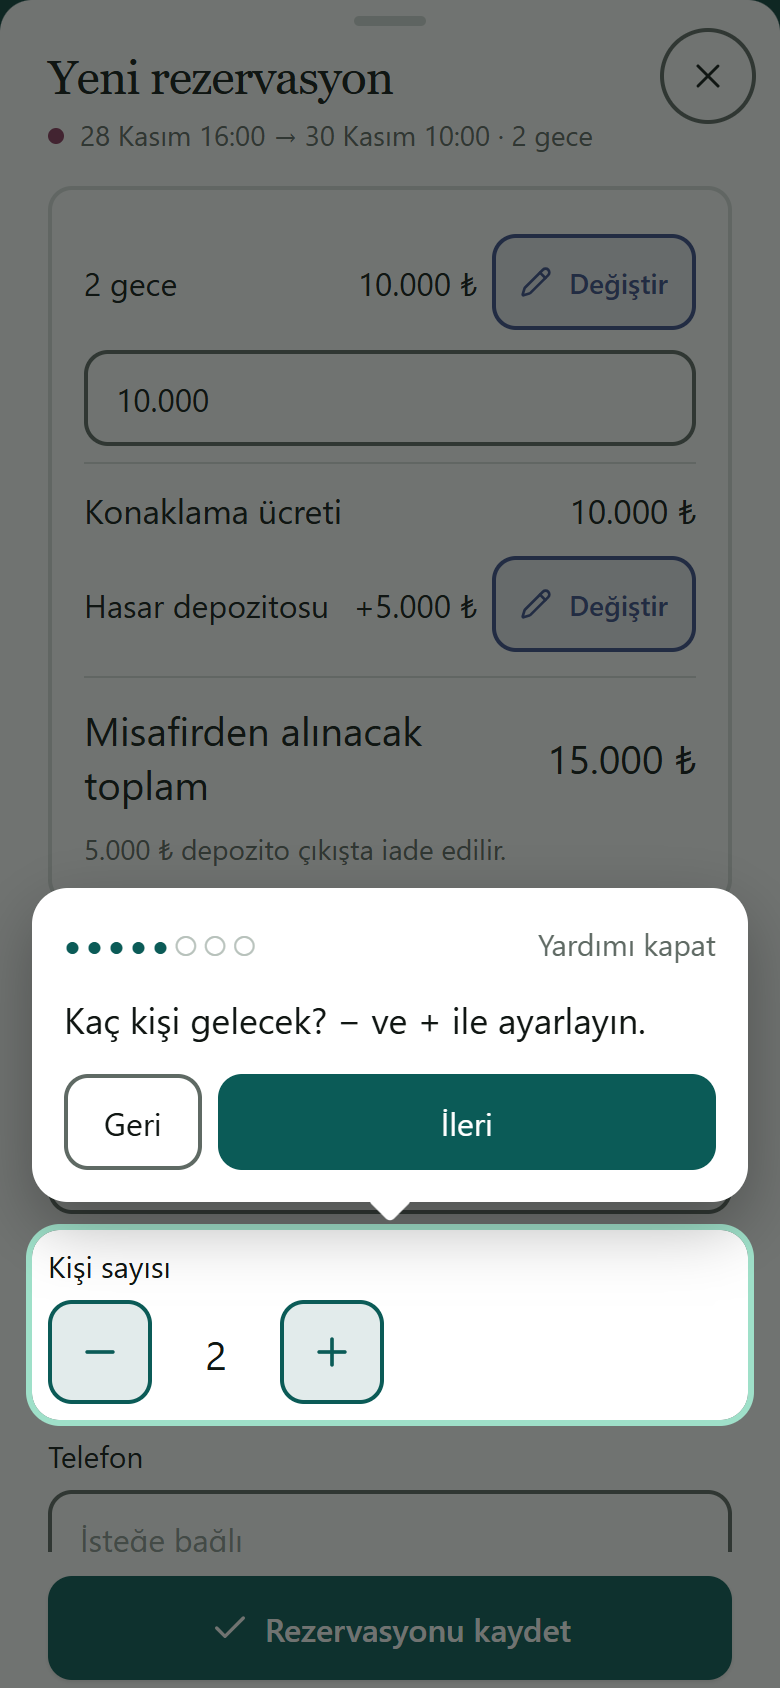 Yeni rezervasyon
28 Kasım 16:00 → 30 Kasım 10:00 · 2 gece
2 gece 10.000 ₺ Değiştir
10.000
Konaklama ücreti 10.000 ₺
Hasar depozitosu +5.000 ₺ Değiştir
Misafirden alınacak
toplam 15.000 ₺
5.000 ₺ depozito çıkışta iade edilir.
Yardımı kapat
Kaç kişi gelecek? − ve + ile ayarlayın.
Geri İleri
Kişi sayısı
− 2 +
Telefon
İsteğe bağlı
Rezervasyonu kaydet